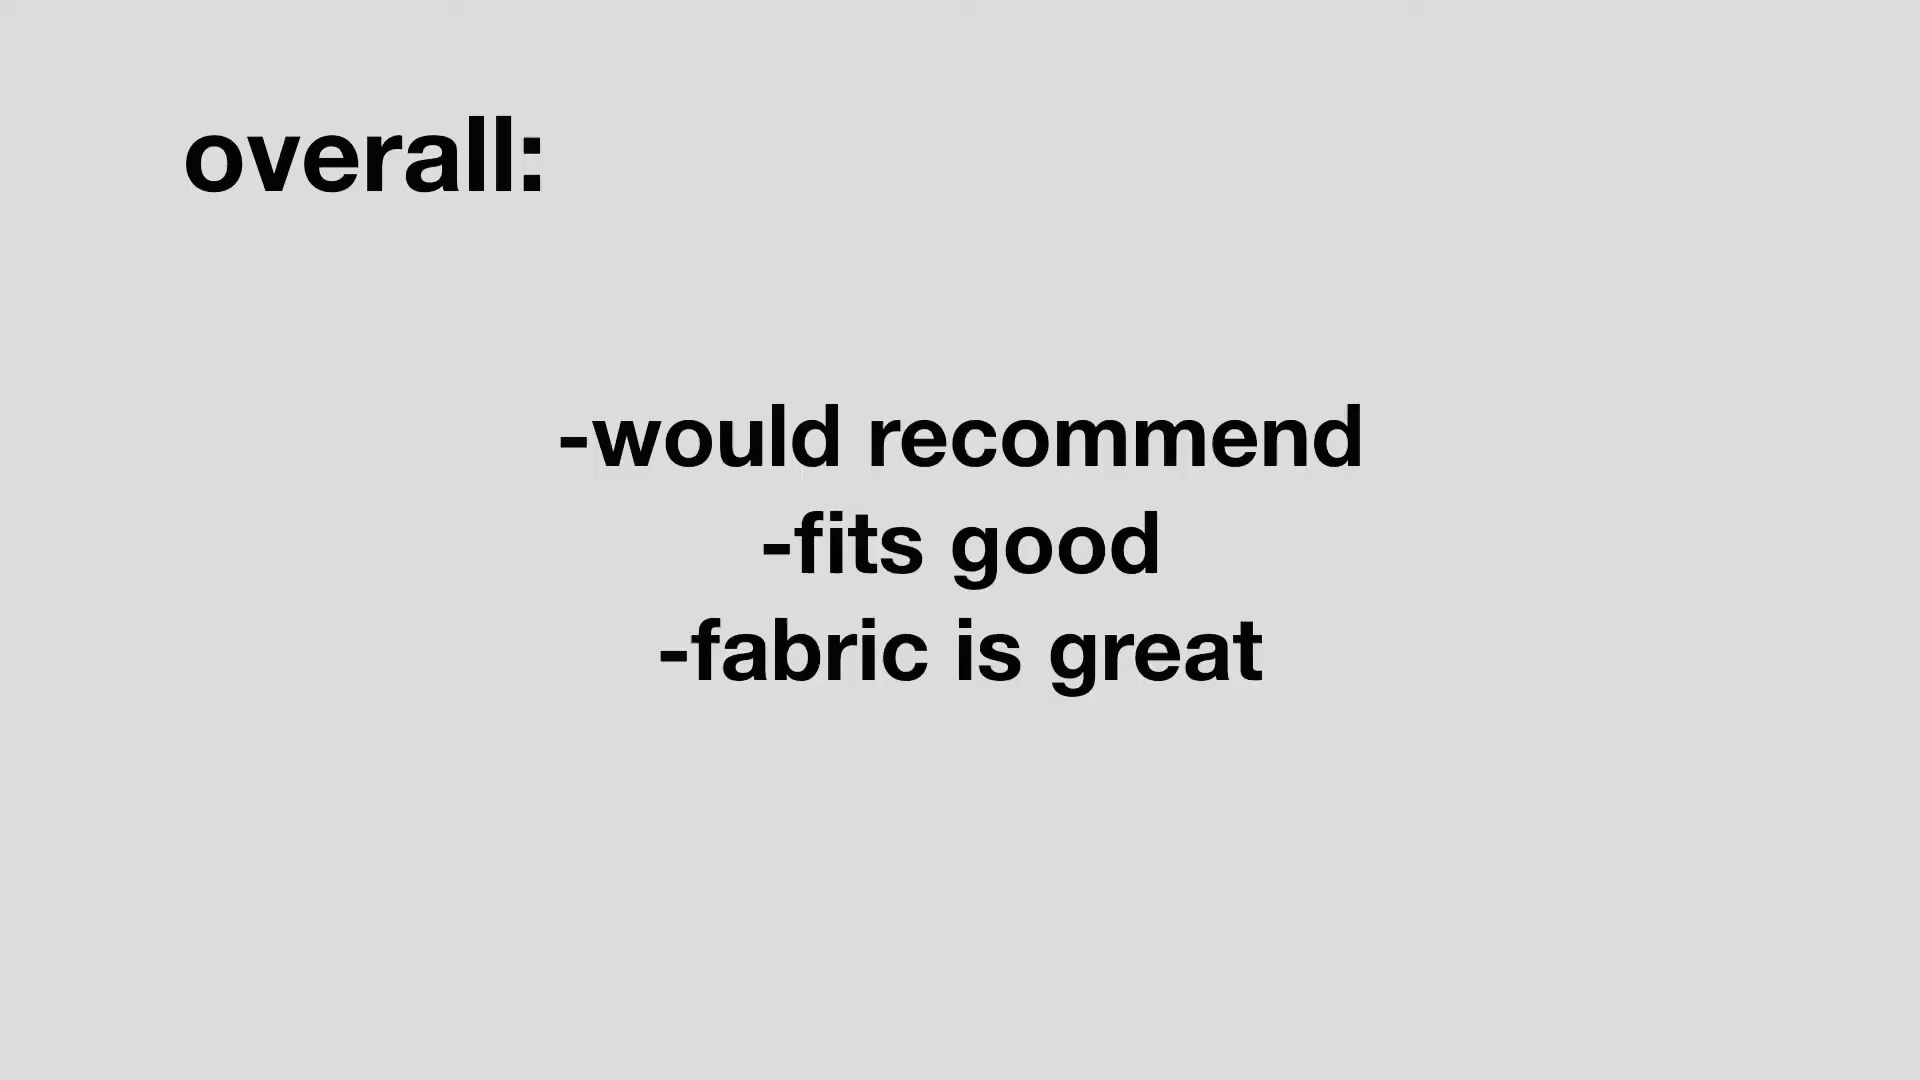 overall:
-would recommend
-fits good
-fabric is great